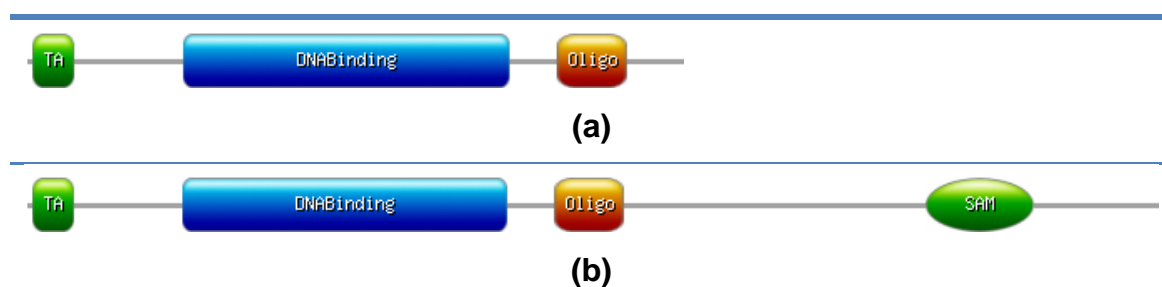 TA DNABinding Oligo
(a)
TA DNABinding Oligo SAM
(b)